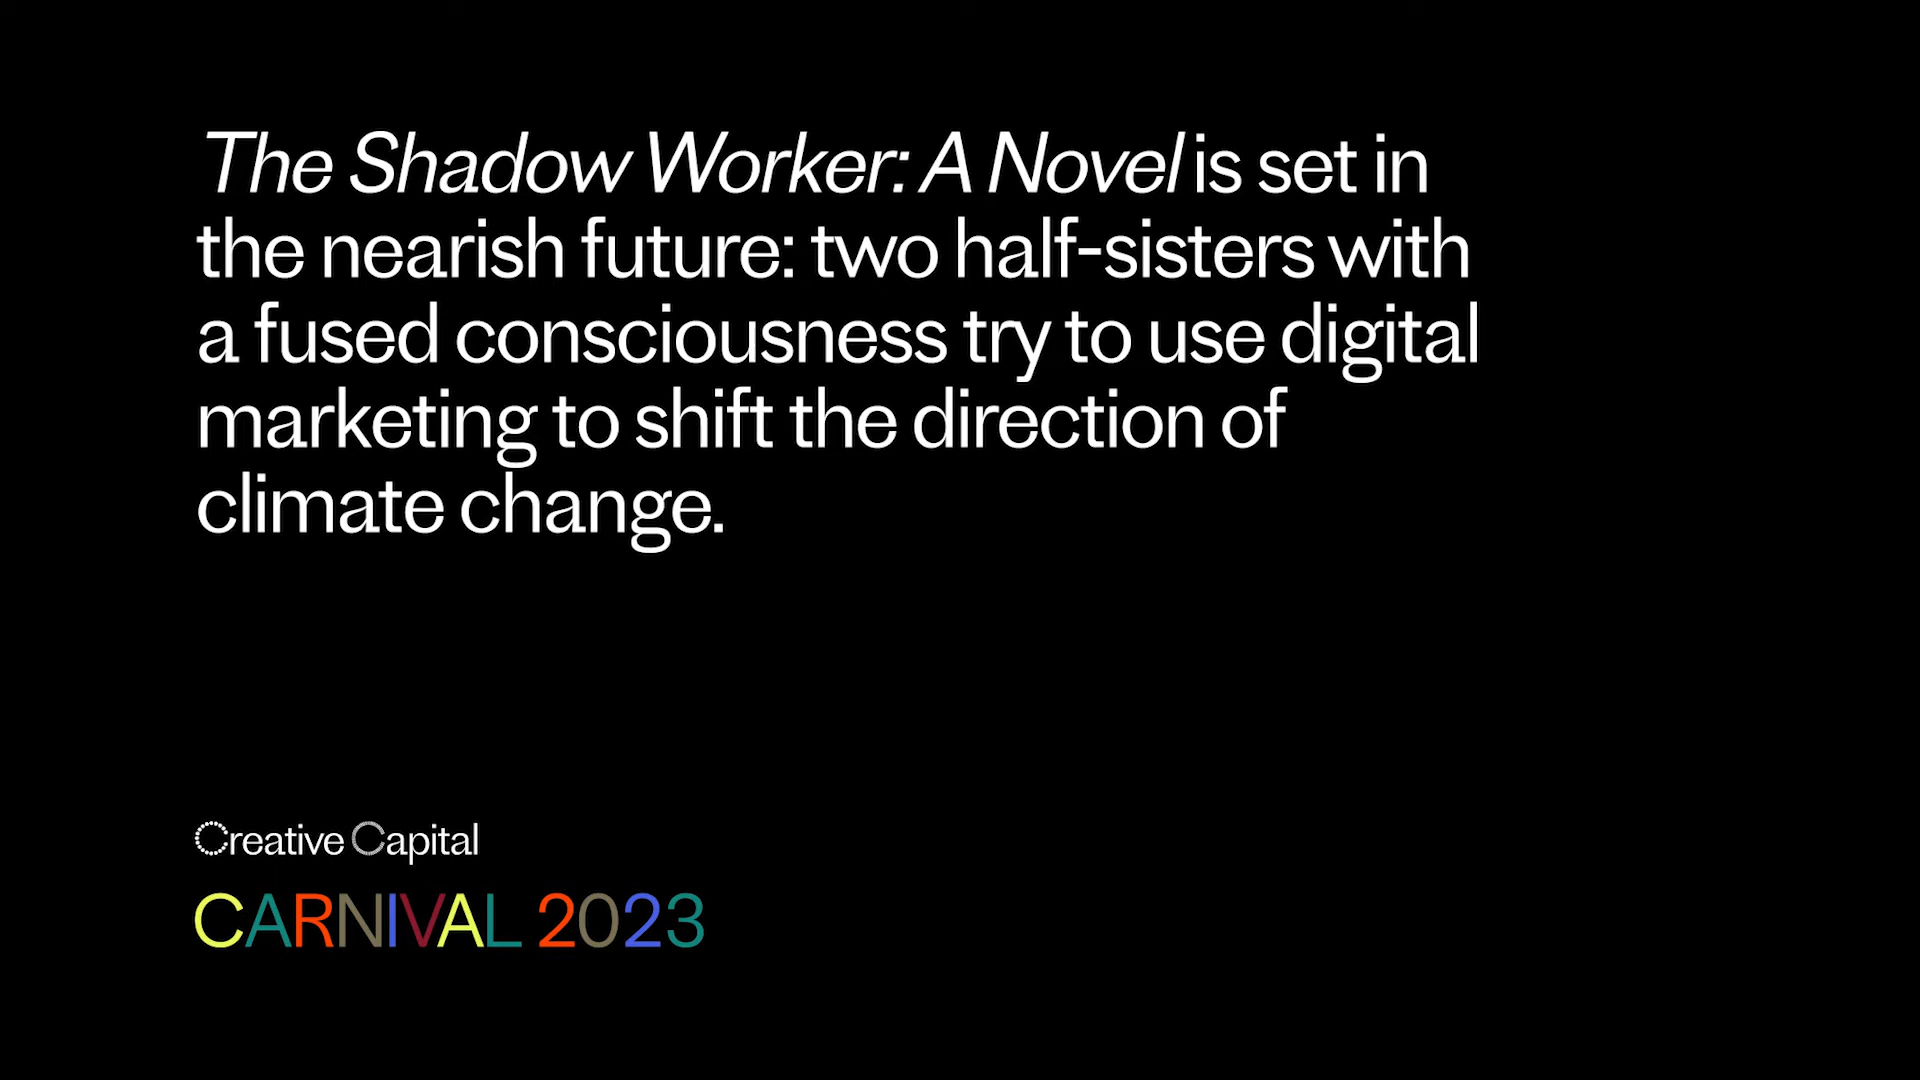 The Shadow Worker: A Novel is set in
the nearish future: two half-sisters with
a fused consciousness try to use digital
marketing to shift the direction of
climate change.
Creative Capital
CARNIVAL 2023